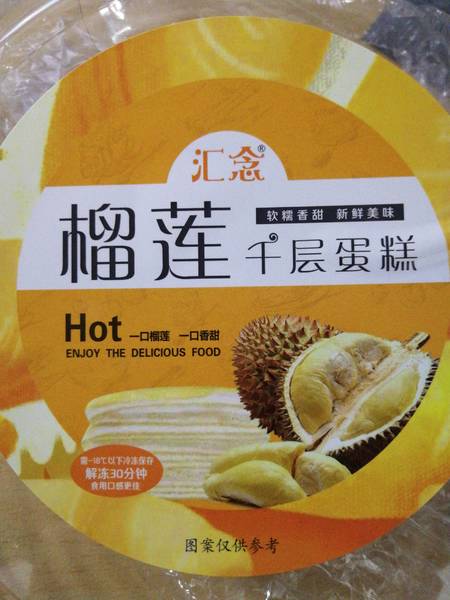 汇念®
榴莲
软糯香甜 新鲜美味
千层蛋糕
Hot 一口榴莲 一口香甜
ENJOY THE DELICIOUS FOOD
需-18℃以下冷冻保存
解冻30分钟
食用口感更佳
图案仅供参考